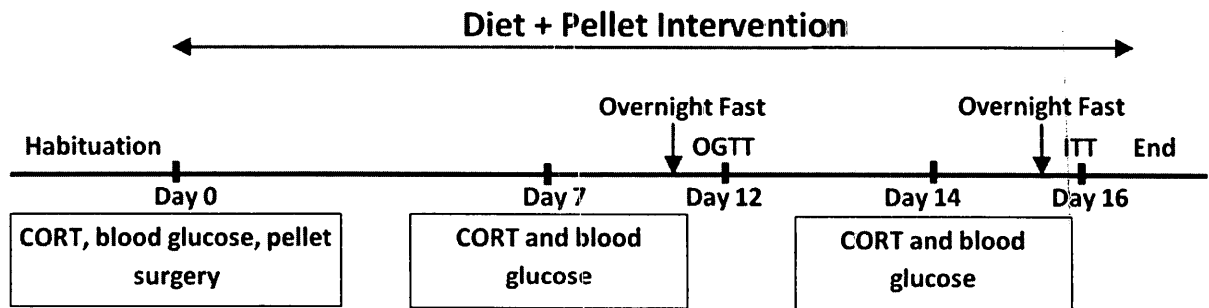 Diet + Pellet Intervention
Overnight Fast
Overnight Fast
Habituation
OGTT
ITT
End
Day 0
Day 7
Day 12
Day 14
Day 16
CORT, blood glucose, pellet
surgery
CORT and blood
glucose
CORT and blood
glucose